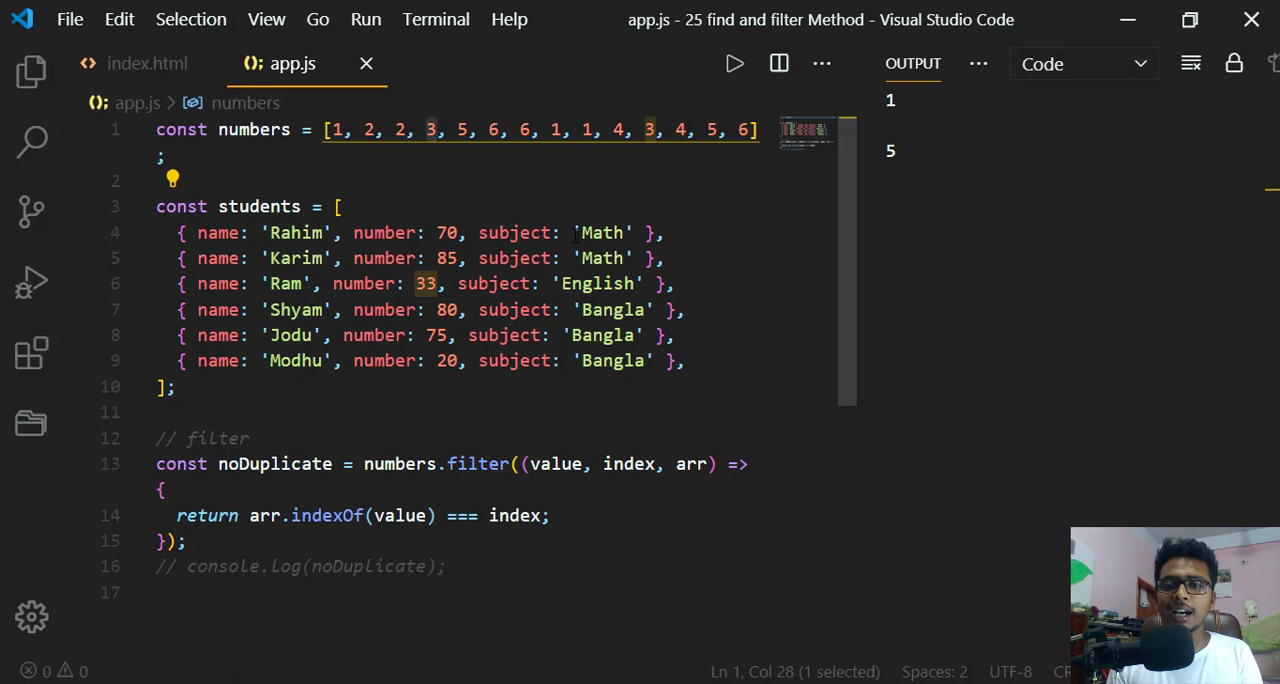 File Edit Selection View Go Run Terminal Help app.js - 25 find and filter Method - Visual Studio Code
index.html (); app.js OUTPUT Code
(); app.js > numbers
1 const numbers = [1, 2, 2, 3, 5, 6, 6, 1, 1, 4, 3, 4, 5, 6]
;
2
3 const students = [
4 { name: 'Rahim', number: 70, subject: 'Math' },
5 { name: 'Karim', number: 85, subject: 'Math' },
6 { name: 'Ram', number: 33, subject: 'English' },
7 { name: 'Shyam', number: 80, subject: 'Bangla' },
8 { name: 'Jodu', number: 75, subject: 'Bangla' },
9 { name: 'Modhu', number: 20, subject: 'Bangla' },
10 ];
11
12 // filter
13 const noDuplicate = numbers.filter((value, index, arr) =>
{
14 return arr.indexOf(value) === index;
15 });
16 // console.log(noDuplicate);
17
1
5
0 0 Ln 1, Col 28 (1 selected) Spaces: 2 UTF-8